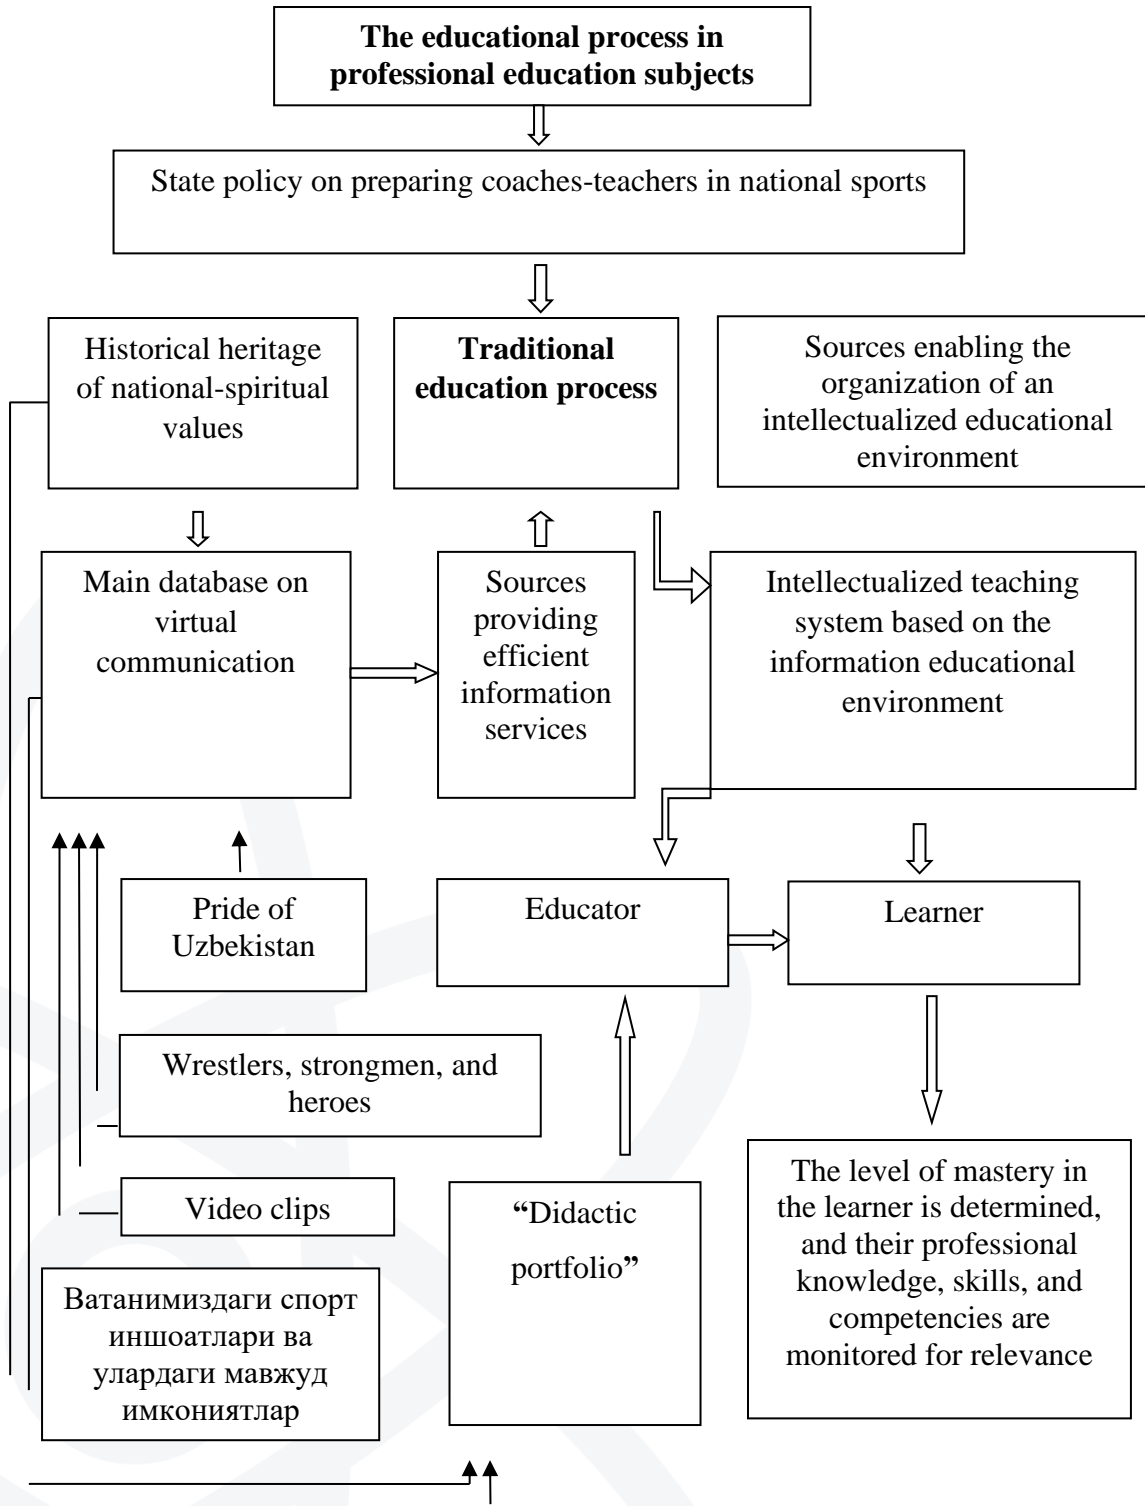 The educational process in
professional education subjects
State policy on preparing coaches-teachers in national sports
Historical heritage
of national-spiritual
values
Traditional
education process
Sources enabling the
organization of an
intellectualized educational
environment
Main database on
virtual
communication
Sources
providing
efficient
information
services
Intellectualized teaching
system based on the
information educational
environment
Pride of
Uzbekistan
Educator
Learner
Wrestlers, strongmen, and
heroes
Video clips
“Didactic
portfolio”
The level of mastery in
the learner is determined,
and their professional
knowledge, skills, and
competencies are
monitored for relevance
Ватанимиздаги спорт
иншоатлари ва
улардаги мавжуд
имкониятлар